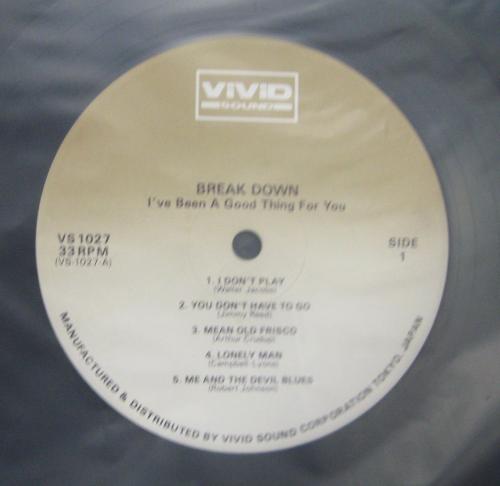 VIVID
SOUND
BREAK DOWN
I've Been A Good Thing For You
VS 1027
33 RPM
(VS-1027-A)
SIDE
1
1. I DON'T PLAY
(Walter Jacobs)
2. YOU DON'T HAVE TO GO
(Jimmy Reed)
3. MEAN OLD FRISCO
(Arthur Crudup)
4. LONELY MAN
(Campbell-Lyons)
5. ME AND THE DEVIL BLUES
(Robert Johnson)
MANUFACTURED & DISTRIBUTED BY VIVID SOUND CORPORATION TOKYO, JAPAN